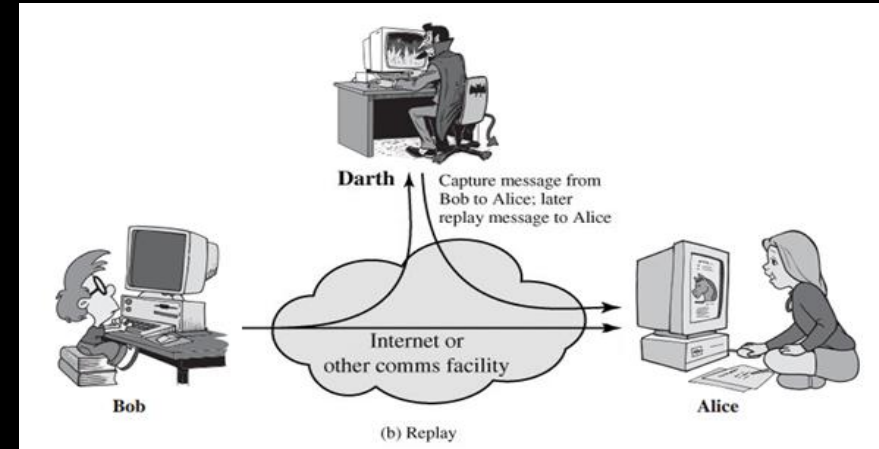 Darth
Capture message from
Bob to Alice; later
replay message to Alice
Internet or
other comms facility
Bob
Alice
(b) Replay